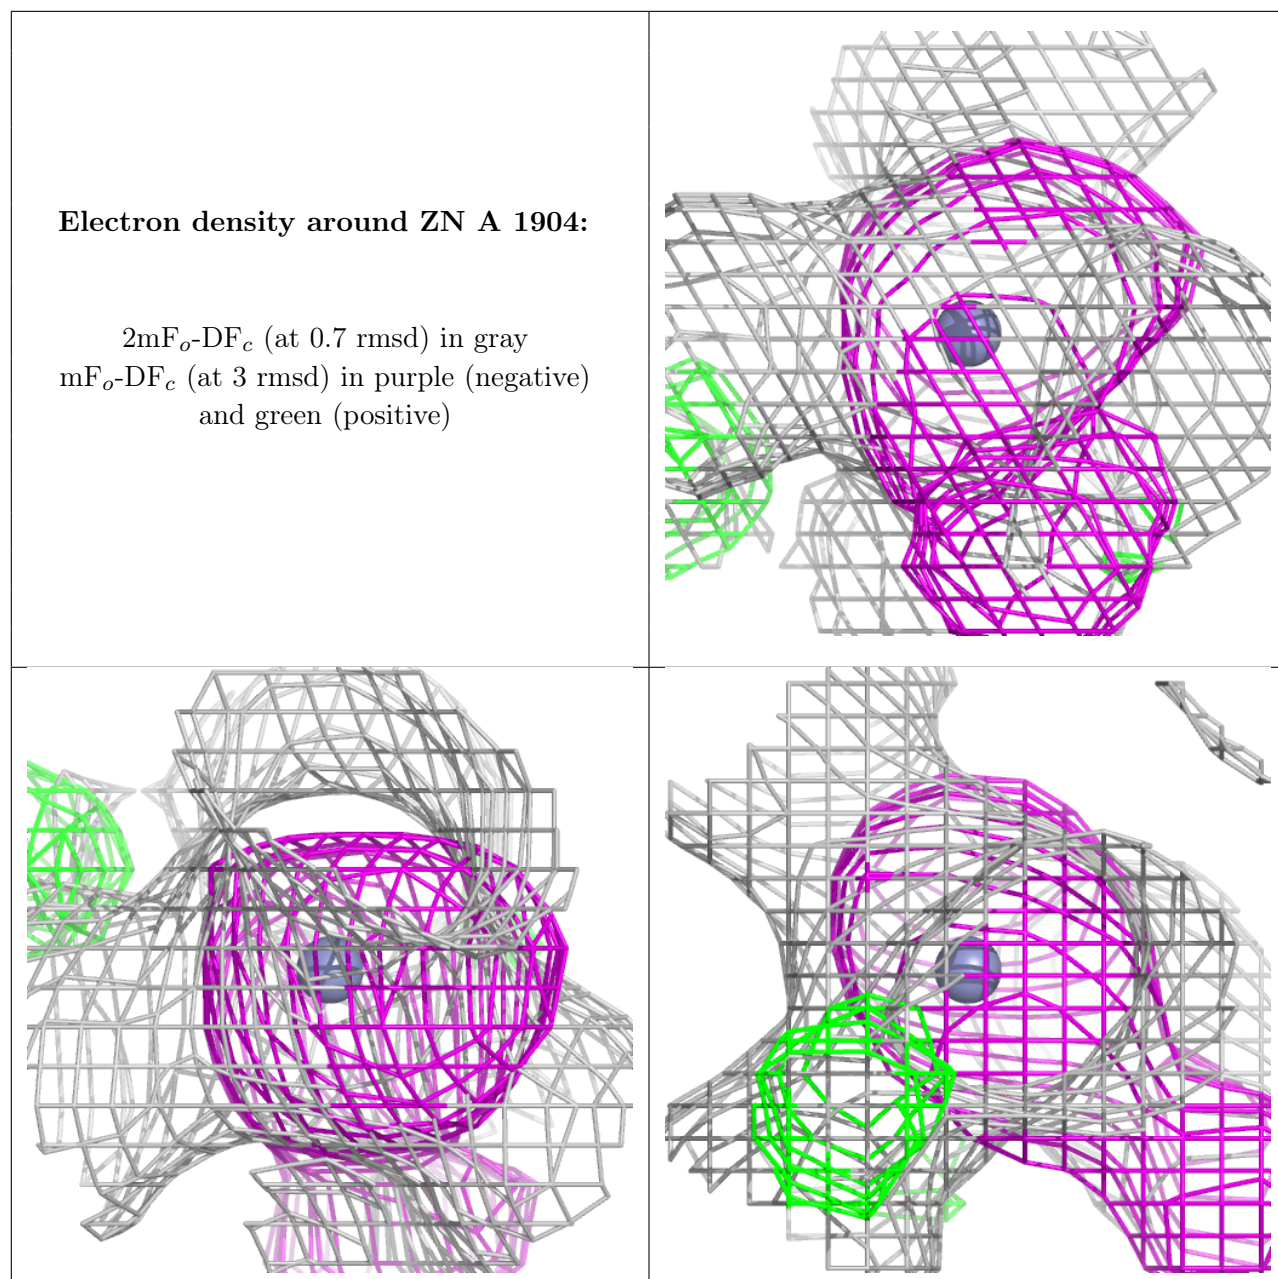 Electron density around ZN A 1904:
2mFo-DFc (at 0.7 rmsd) in gray
mFo-DFc (at 3 rmsd) in purple (negative)
and green (positive)